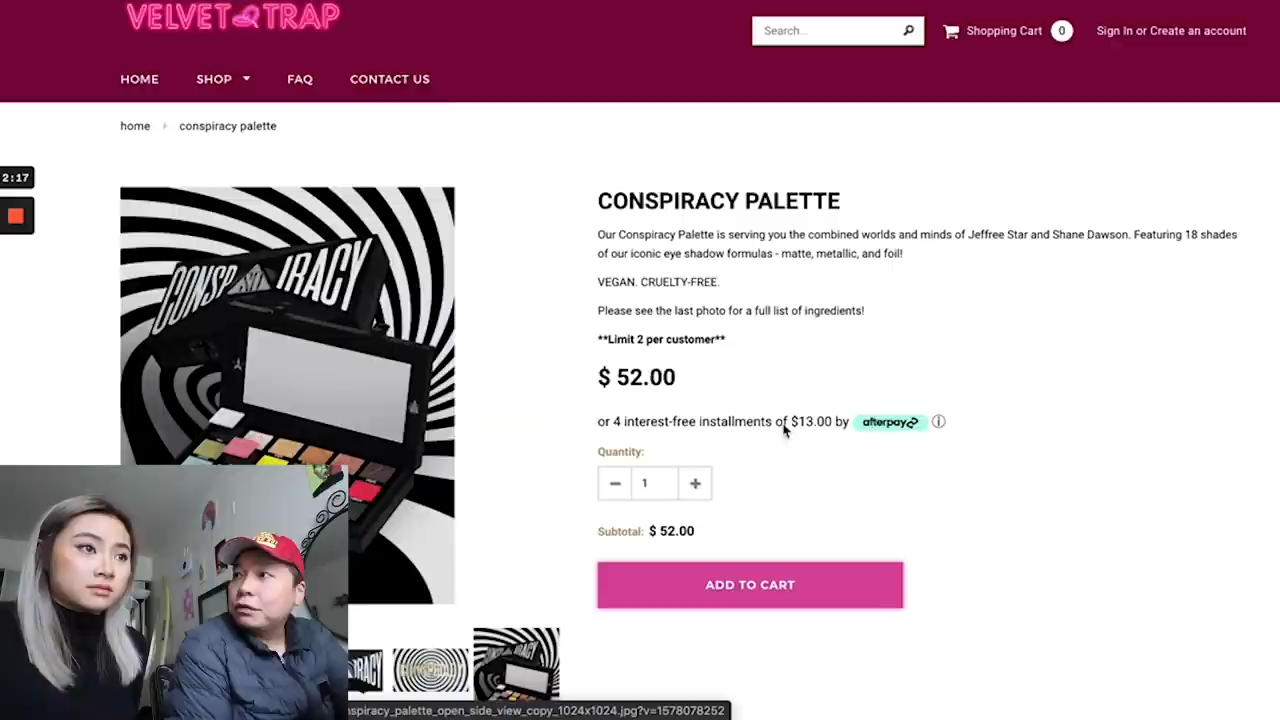 VELVET TRAP
Search...
Shopping Cart 0
Sign In or Create an account
HOME SHOP FAQ CONTACT US
home conspiracy palette
2:17
CONSPIRACY PALETTE
Our Conspiracy Palette is serving you the combined worlds and minds of Jeffree Star and Shane Dawson. Featuring 18 shades
of our iconic eye shadow formulas - matte, metallic, and foil!
VEGAN. CRUELTY-FREE.
Please see the last photo for a full list of ingredients!
**Limit 2 per customer**
$ 52.00
or 4 interest-free installments of $13.00 by afterpay
Quantity:
1
Subtotal: $ 52.00
ADD TO CART
CONSP IRACY
IRACY
spiracy_palette_open_side_view_copy_1024x1024.jpg?v=1578078252